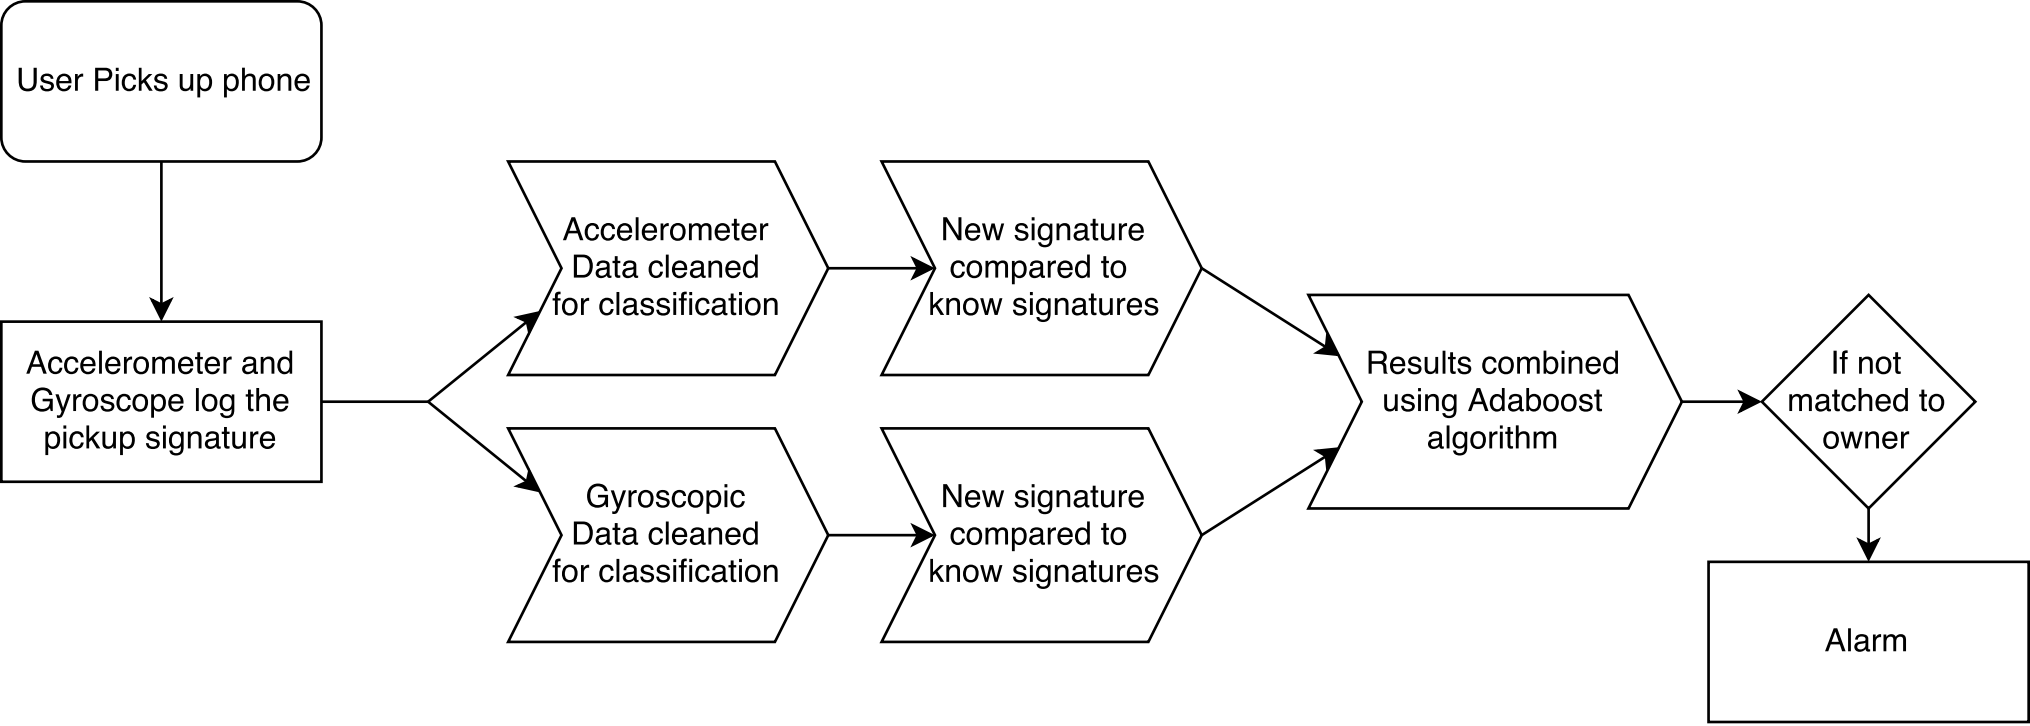 User Picks up phone
Accelerometer and
Gyroscope log the
pickup signature
Accelerometer
Data cleaned
for classification
New signature
compared to
know signatures
Gyroscopic
Data cleaned
for classification
New signature
compared to
know signatures
Results combined
using Adaboost
algorithm
If not
matched to
owner
Alarm